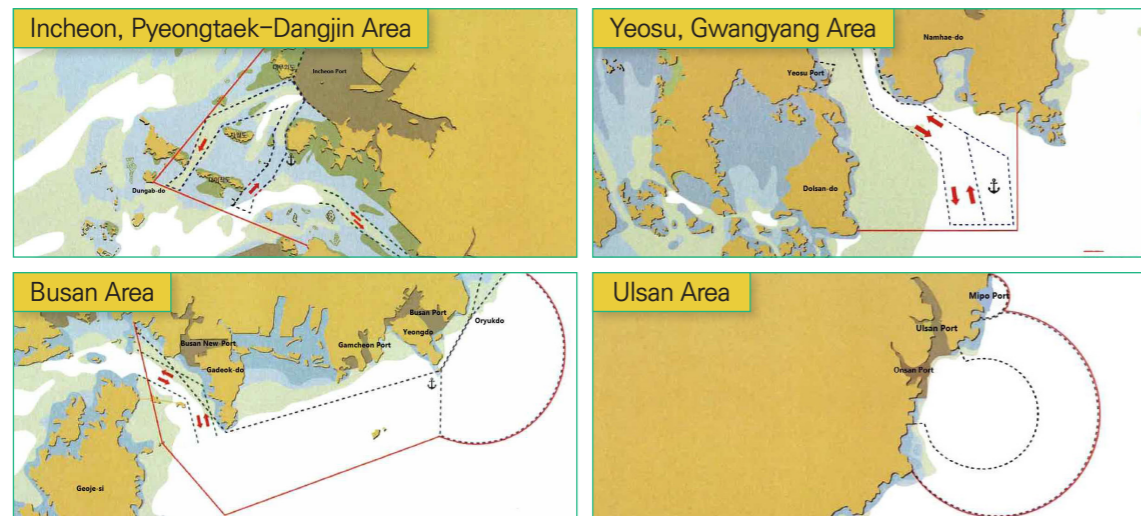 Incheon, Pyeongtaek-Dangjin Area
Incheon Port
Dungab-do
Yeosu, Gwangyang Area
Namhae-do
Yeosu Port
Dolsan-do
Busan Area
Busan Port
Oryukdo
Yeongdo
Busan New Port
Gamcheon Port
Gadeok-do
Geoje-si
Ulsan Area
Mipo Port
Ulsan Port
Onsan Port